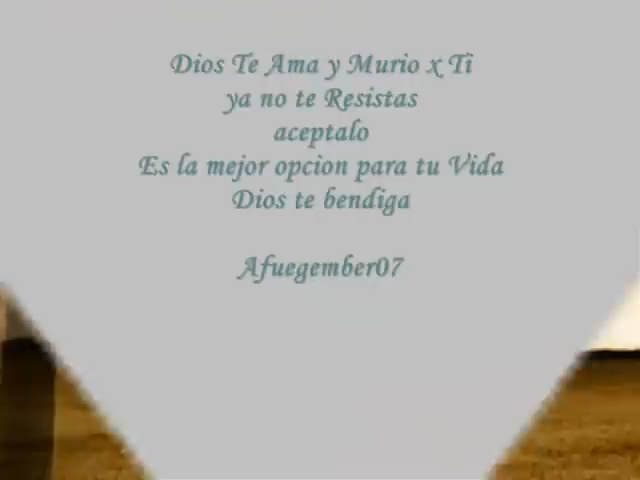 Dios Te Ama y Murio x Ti
ya no te Resistas
aceptalo
Es la mejor opcion para tu Vida
Dios te bendiga
Afuegember07